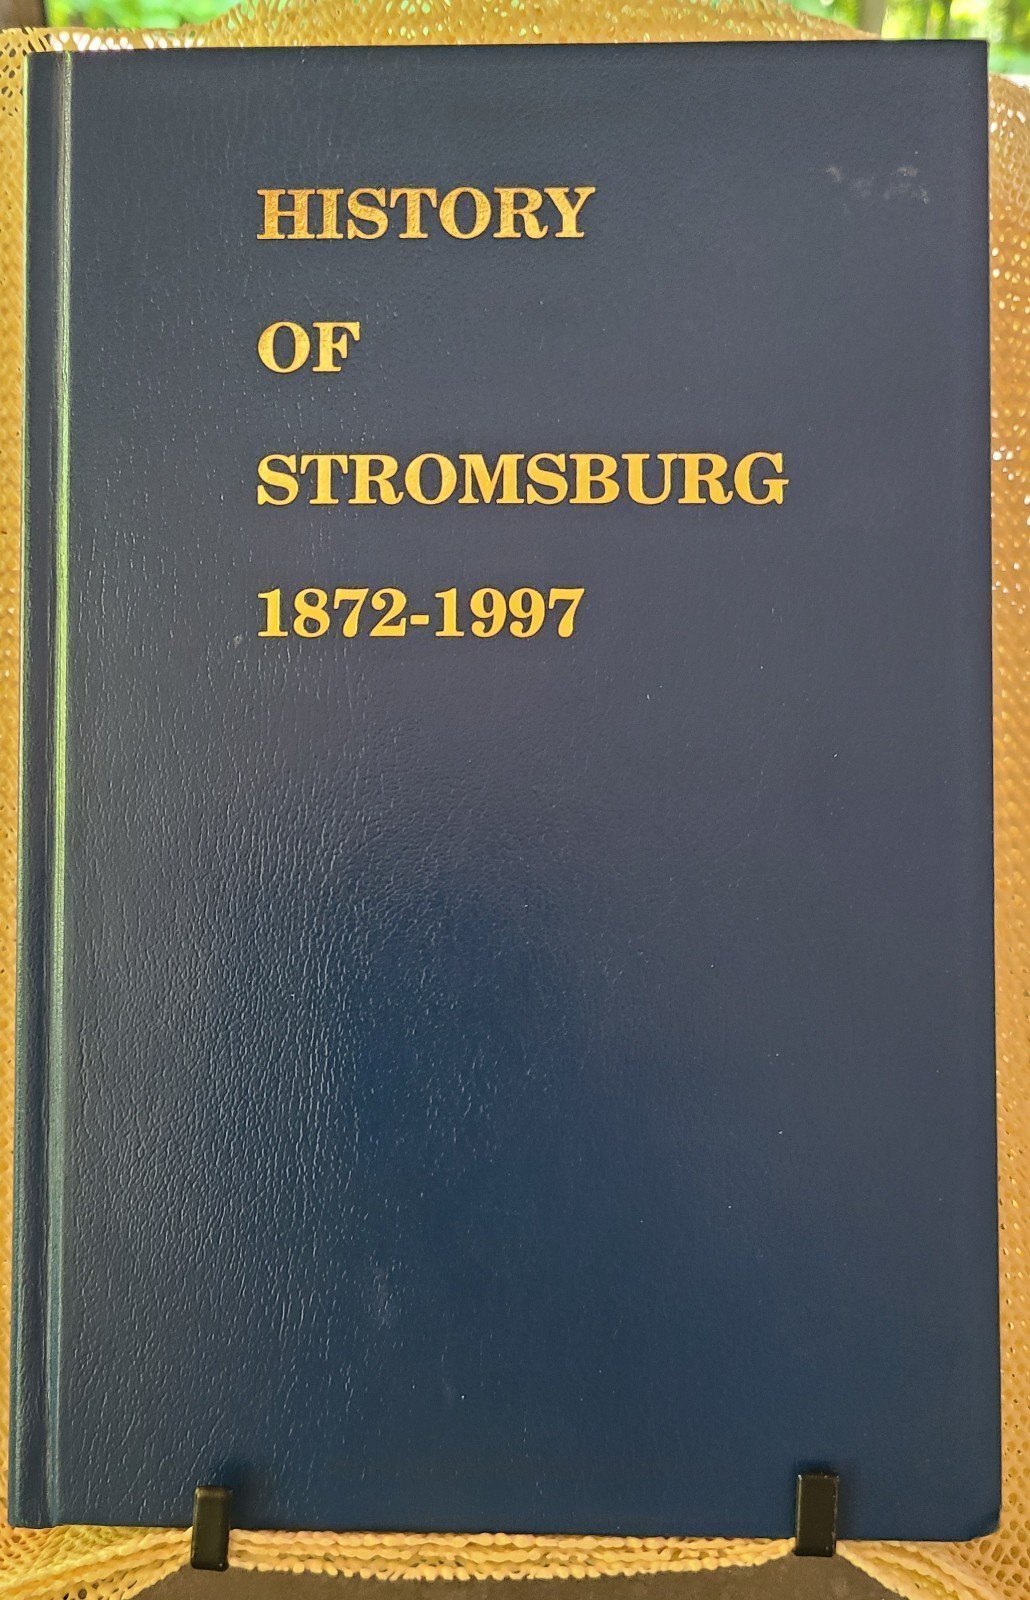 HISTORY
OF
STROMSBURG
1872-1997